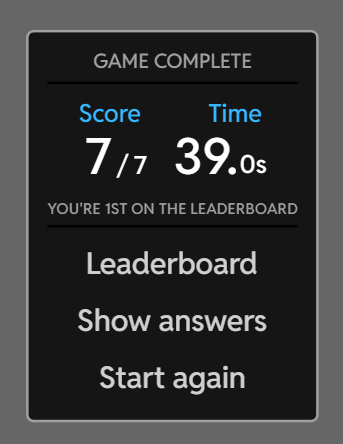 GAME COMPLETE
Score Time
7/7 39.0s
YOU'RE 1ST ON THE LEADERBOARD
Leaderboard
Show answers
Start again